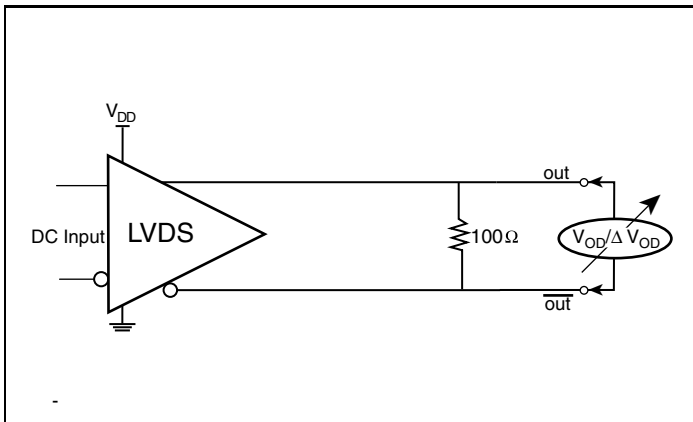 V_DD
out
DC Input
LVDS
100Ω
V_OD/Δ V_OD
out
-